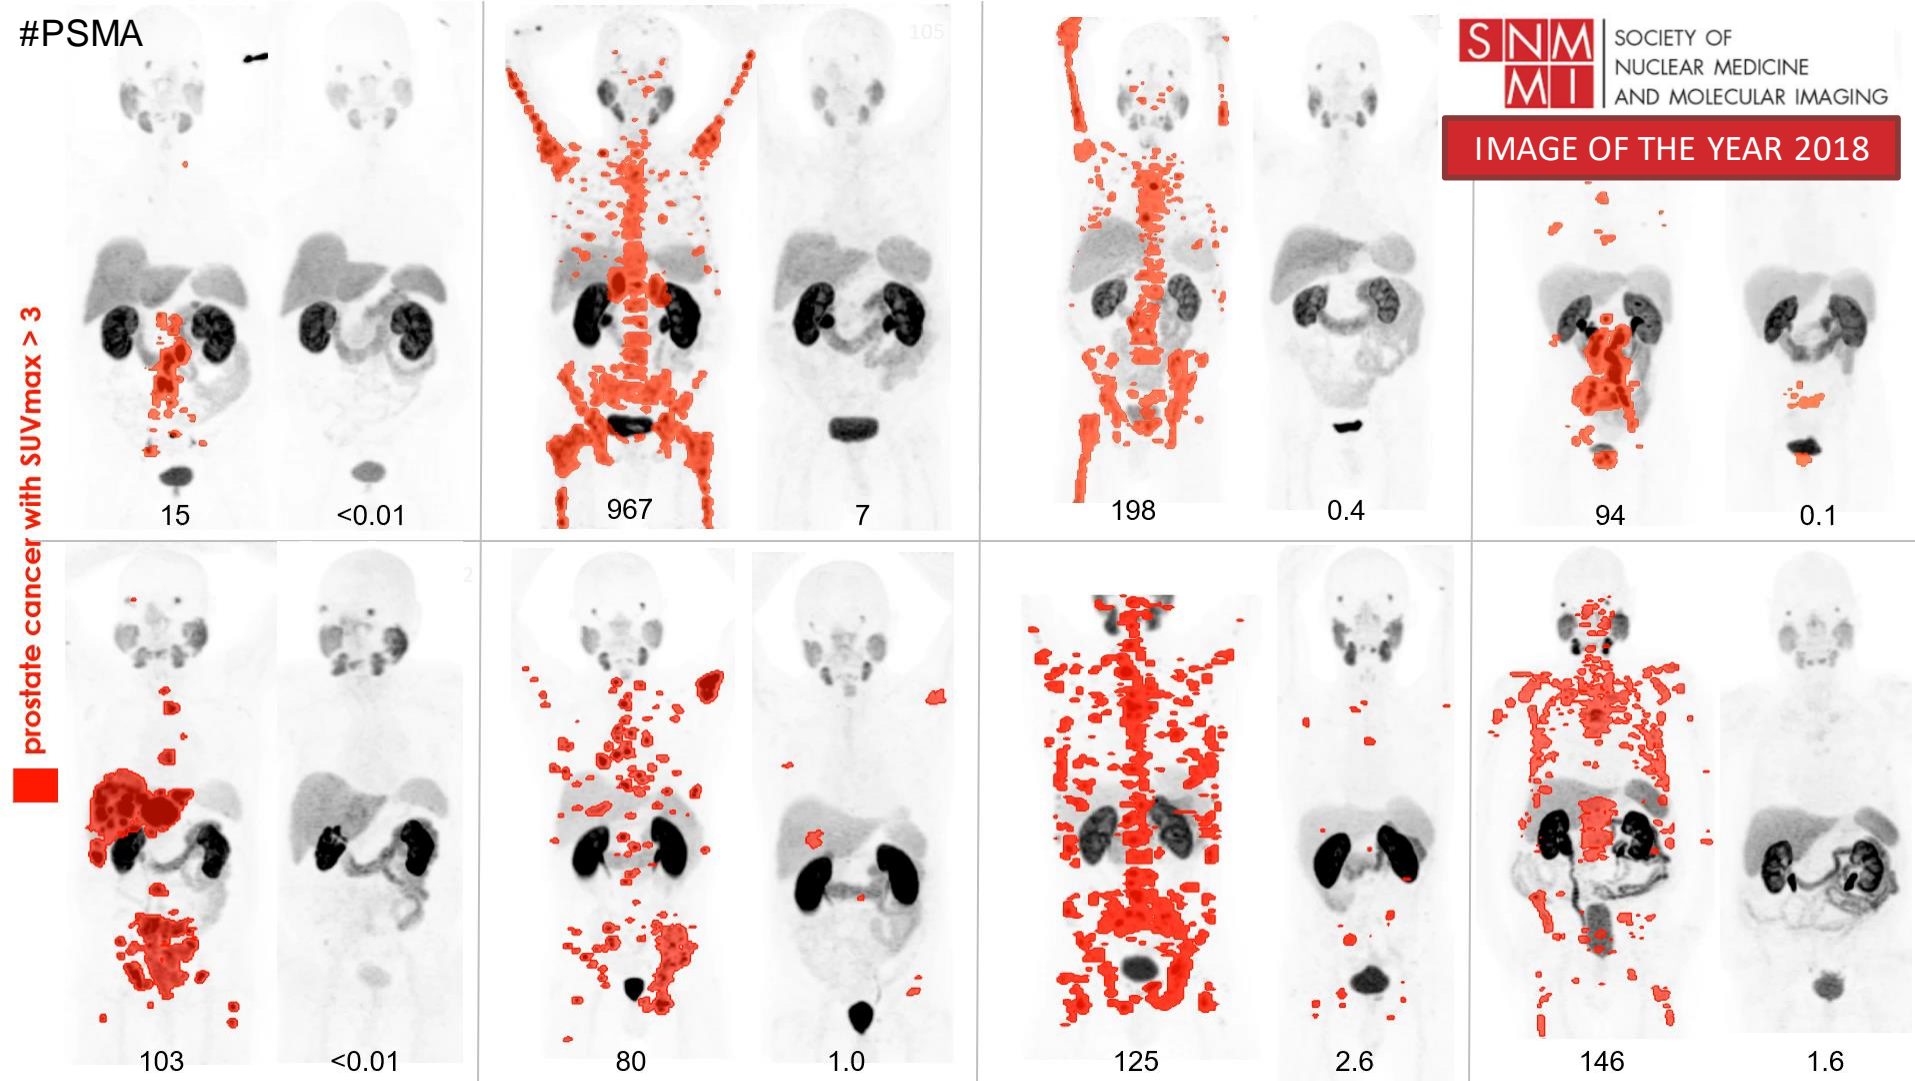 #PSMA
SNM
MI
SOCIETY OF
NUCLEAR MEDICINE
AND MOLECULAR IMAGING
IMAGE OF THE YEAR 2018
105
prostate cancer with SUVmax > 3
15
<0.01
967
7
198
0.4
94
0.1
2
103
<0.01
80
1.0
125
2.6
146
1.6